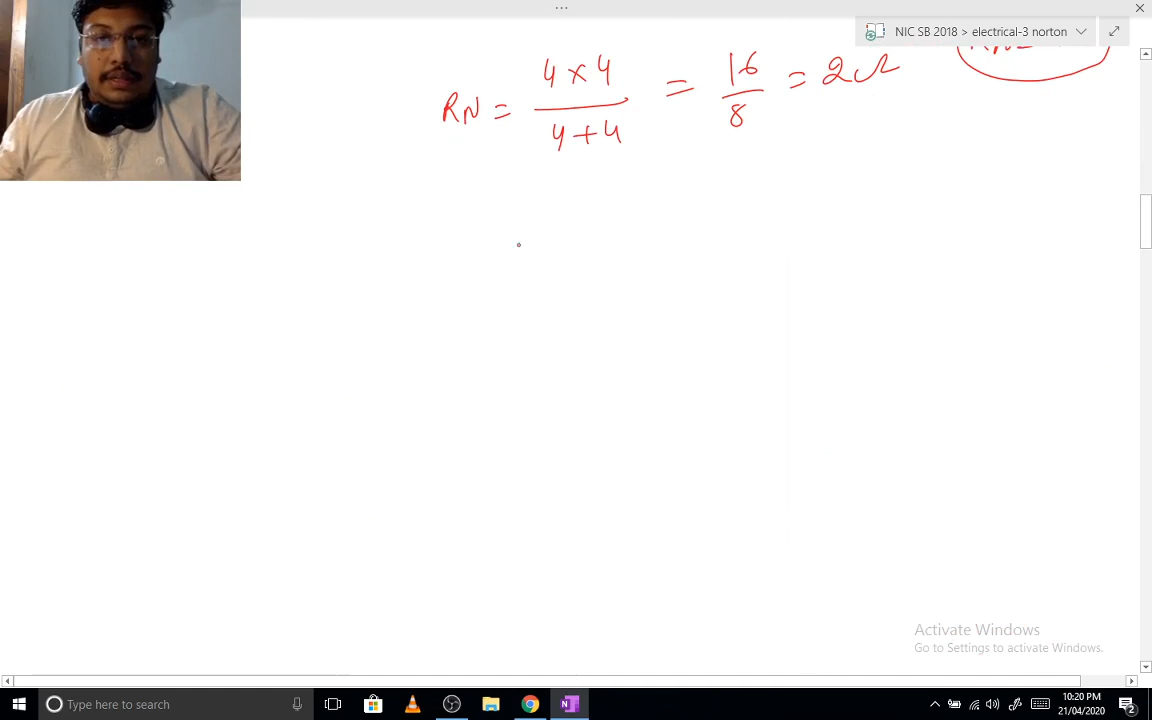 NIC SB 2018 > electrical-3 norton
RN = 4 x 4 / 4 + 4 = 16 / 8 = 2Ω
Activate Windows
Go to Settings to activate Windows.
Type here to search
10:20 PM
21/04/2020
2